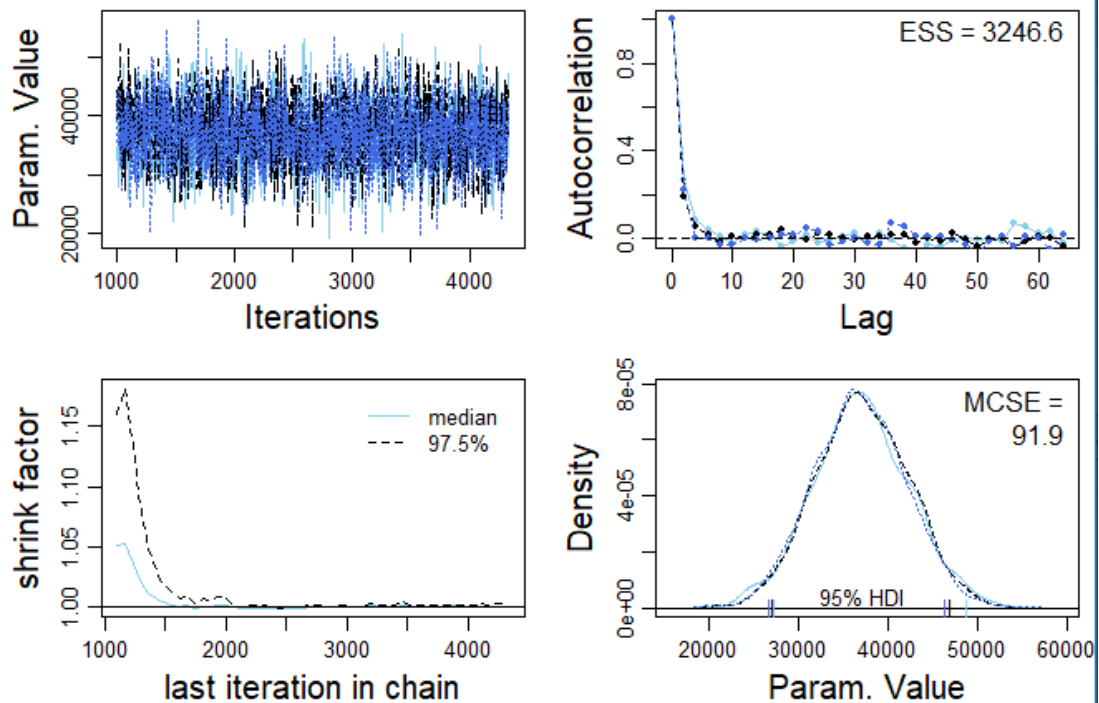 Param. Value
20000
40000
1000
2000
3000
4000
Iterations
Autocorrelation
0.0
0.4
0.8
ESS = 3246.6
0
10
20
30
40
50
60
Lag
shrink factor
1.00
1.05
1.10
1.15
median
97.5%
1000
2000
3000
4000
last iteration in chain
Density
0e+00
4e-05
8e-05
MCSE =
91.9
95% HDI
20000
30000
40000
50000
60000
Param. Value